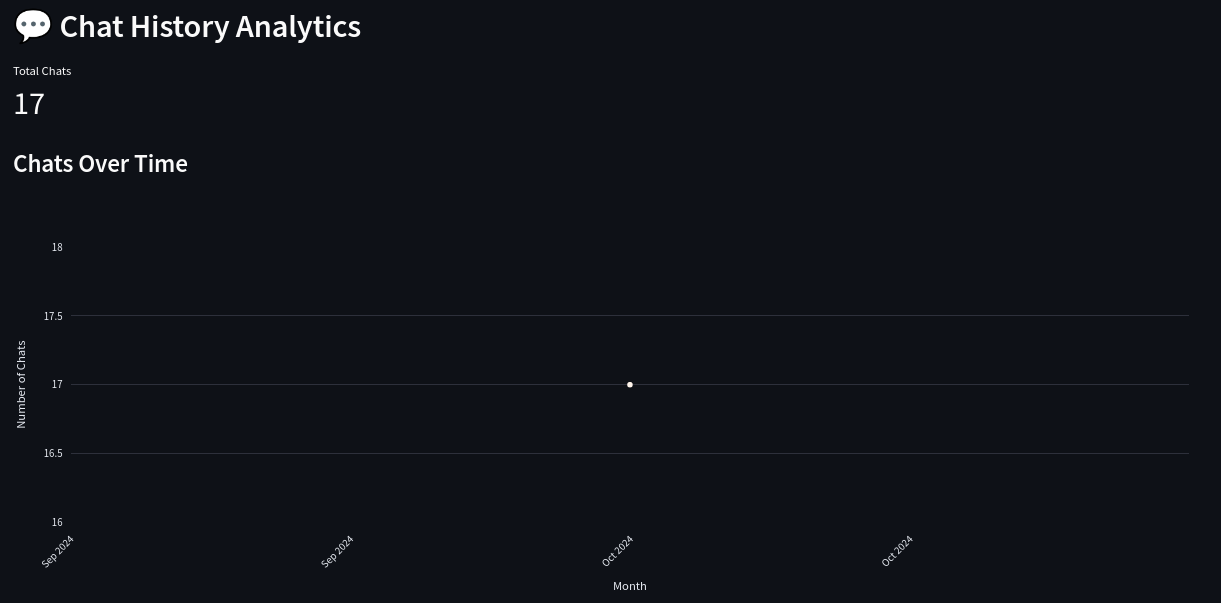 💬 Chat History Analytics
Total Chats
17
Chats Over Time
18
17.5
17
16.5
16
Number of Chats
Sep 2024
Sep 2024
Oct 2024
Oct 2024
Month